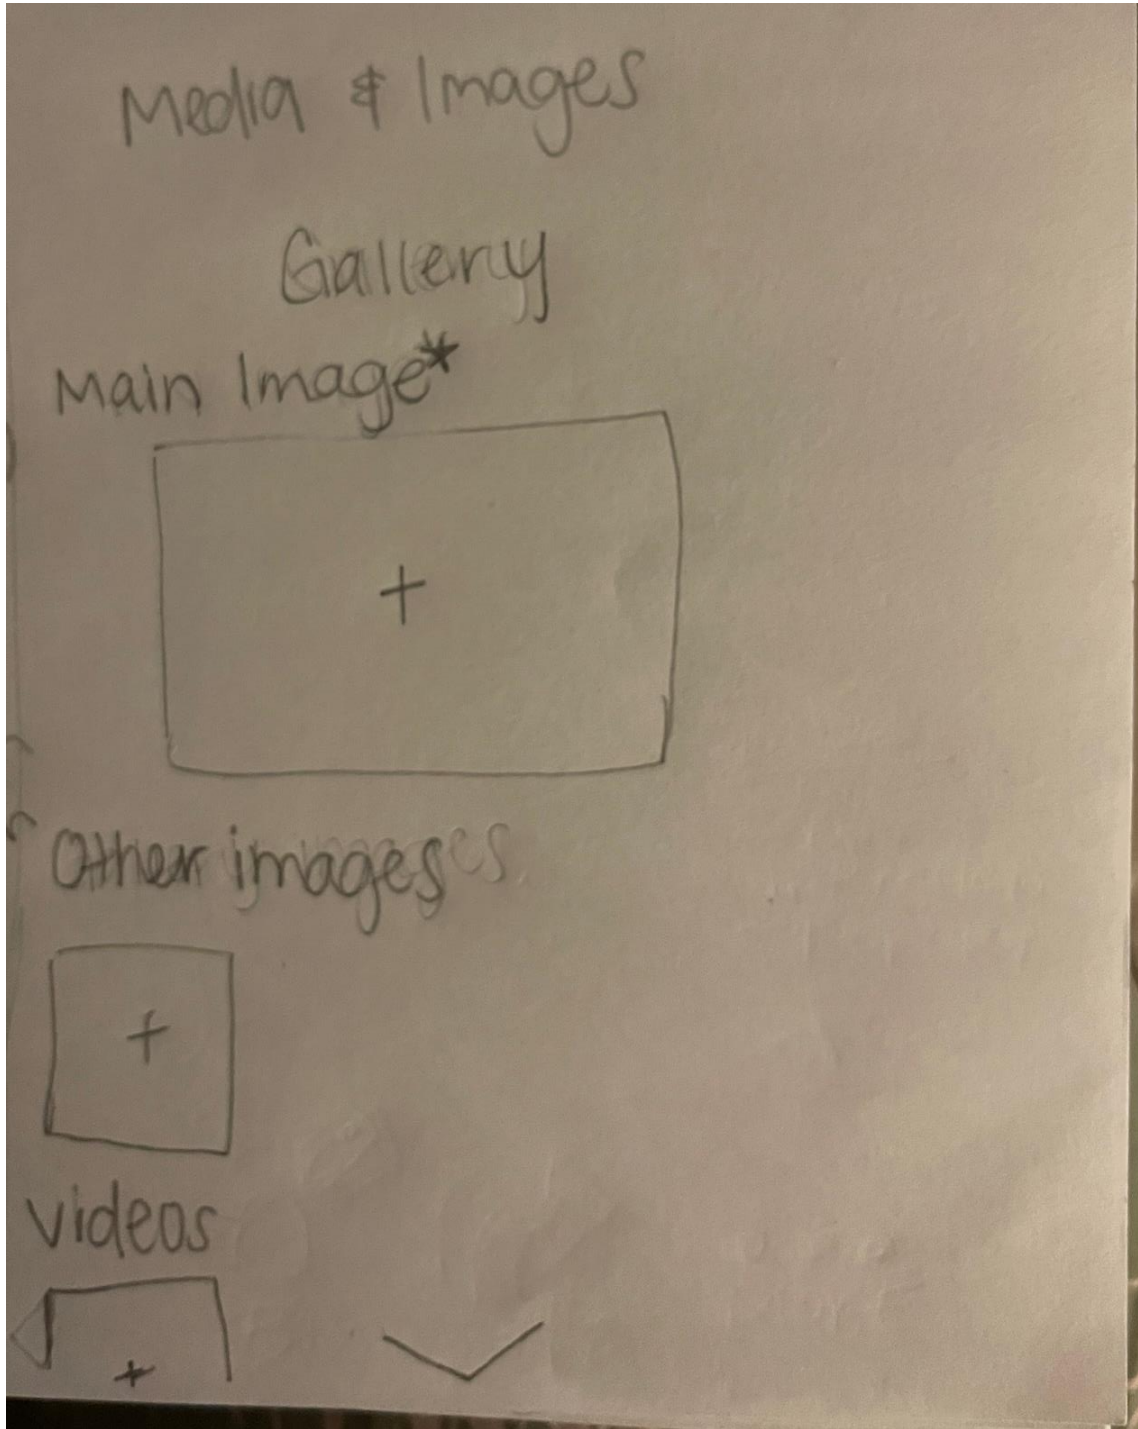 Media & Images
Gallery
Main Image*
+
Other images
+
videos
+